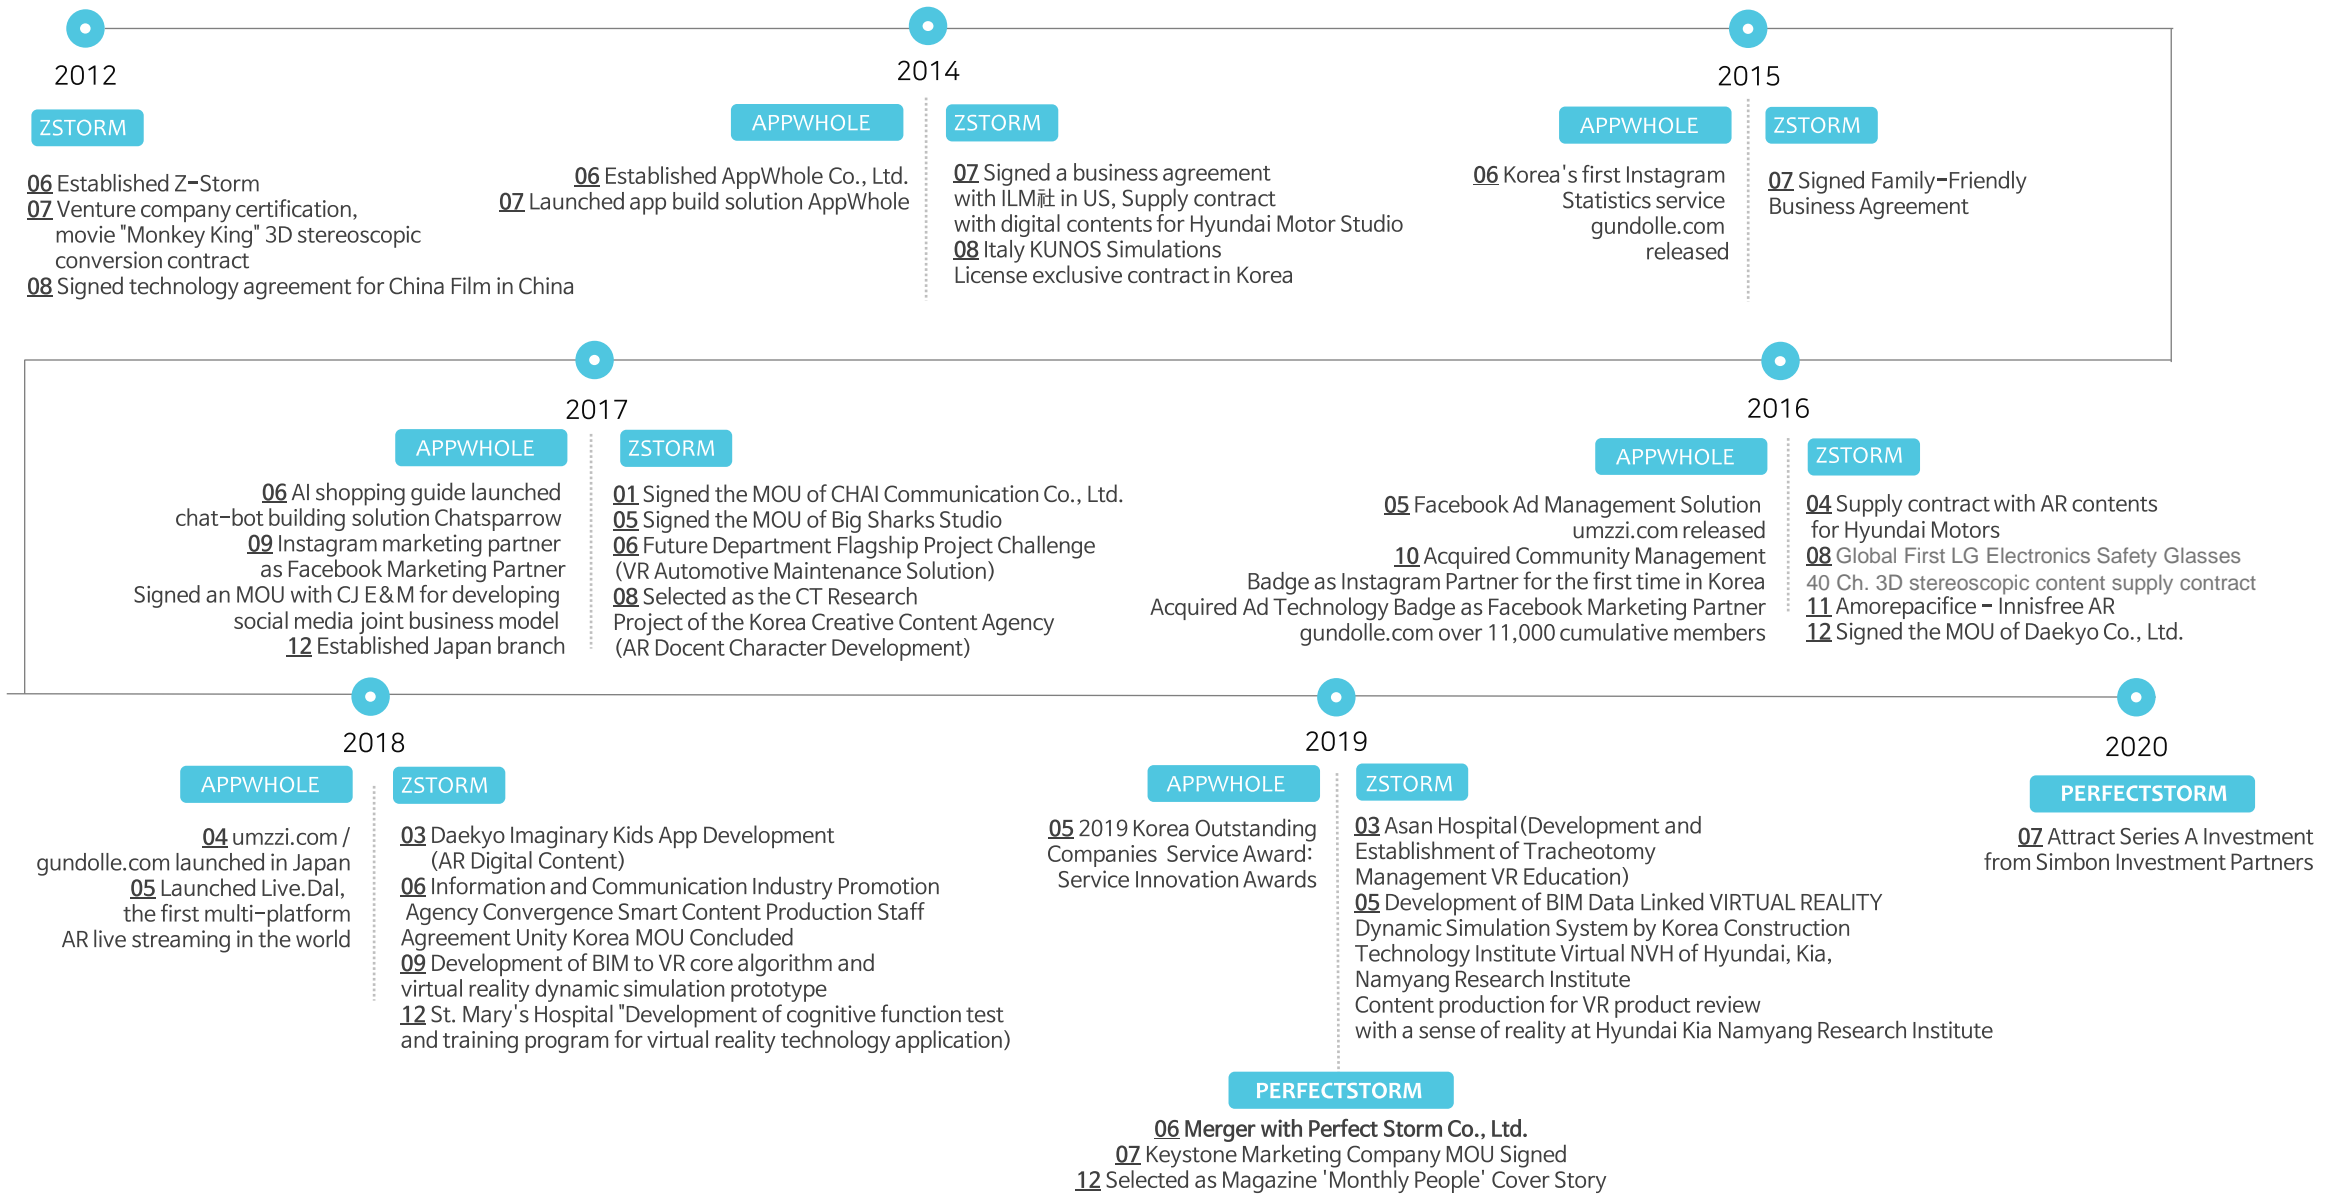 2012
ZSTORM
06 Established Z-Storm
07 Venture company certification,
movie "Monkey King" 3D stereoscopic
conversion contract
08 Signed technology agreement for China Film in China
2014
APPWHOLE
06 Established AppWhole Co., Ltd.
07 Launched app build solution AppWhole
ZSTORM
07 Signed a business agreement
with ILM社 in US, Supply contract
with digital contents for Hyundai Motor Studio
08 Italy KUNOS Simulations
License exclusive contract in Korea
2015
APPWHOLE
06 Korea's first Instagram
Statistics service
gundolle.com
released
ZSTORM
07 Signed Family-Friendly
Business Agreement
2016
APPWHOLE
05 Facebook Ad Management Solution
umzzi.com released
10 Acquired Community Management
Badge as Instagram Partner for the first time in Korea
Acquired Ad Technology Badge as Facebook Marketing Partner
gundolle.com over 11,000 cumulative members
ZSTORM
04 Supply contract with AR contents
for Hyundai Motors
08 Global First LG Electronics Safety Glasses
40 Ch. 3D stereoscopic content supply contract
11 Amorepacifice - Innisfree AR
12 Signed the MOU of Daekyo Co., Ltd.
2017
APPWHOLE
06 AI shopping guide launched
chat-bot building solution Chatsparrow
09 Instagram marketing partner
as Facebook Marketing Partner
Signed an MOU with CJ E&M for developing
social media joint business model
12 Established Japan branch
ZSTORM
01 Signed the MOU of CHAI Communication Co., Ltd.
05 Signed the MOU of Big Sharks Studio
06 Future Department Flagship Project Challenge
(VR Automotive Maintenance Solution)
08 Selected as the CT Research
Project of the Korea Creative Content Agency
(AR Docent Character Development)
2018
APPWHOLE
04 umzzi.com /
gundolle.com launched in Japan
05 Launched Live.Dal,
the first multi-platform
AR live streaming in the world
ZSTORM
03 Daekyo Imaginary Kids App Development
(AR Digital Content)
06 Information and Communication Industry Promotion
Agency Convergence Smart Content Production Staff
Agreement Unity Korea MOU Concluded
09 Development of BIM to VR core algorithm and
virtual reality dynamic simulation prototype
12 St. Mary's Hospital "Development of cognitive function test
and training program for virtual reality technology application)
2019
APPWHOLE
05 2019 Korea Outstanding
Companies Service Award:
Service Innovation Awards
ZSTORM
03 Asan Hospital(Development and
Establishment of Tracheotomy
Management VR Education)
05 Development of BIM Data Linked VIRTUAL REALITY
Dynamic Simulation System by Korea Construction
Technology Institute Virtual NVH of Hyundai, Kia,
Namyang Research Institute
Content production for VR product review
with a sense of reality at Hyundai Kia Namyang Research Institute
PERFECTSTORM
06 Merger with Perfect Storm Co., Ltd.
07 Keystone Marketing Company MOU Signed
12 Selected as Magazine 'Monthly People' Cover Story
2020
PERFECTSTORM
07 Attract Series A Investment
from Simbon Investment Partners